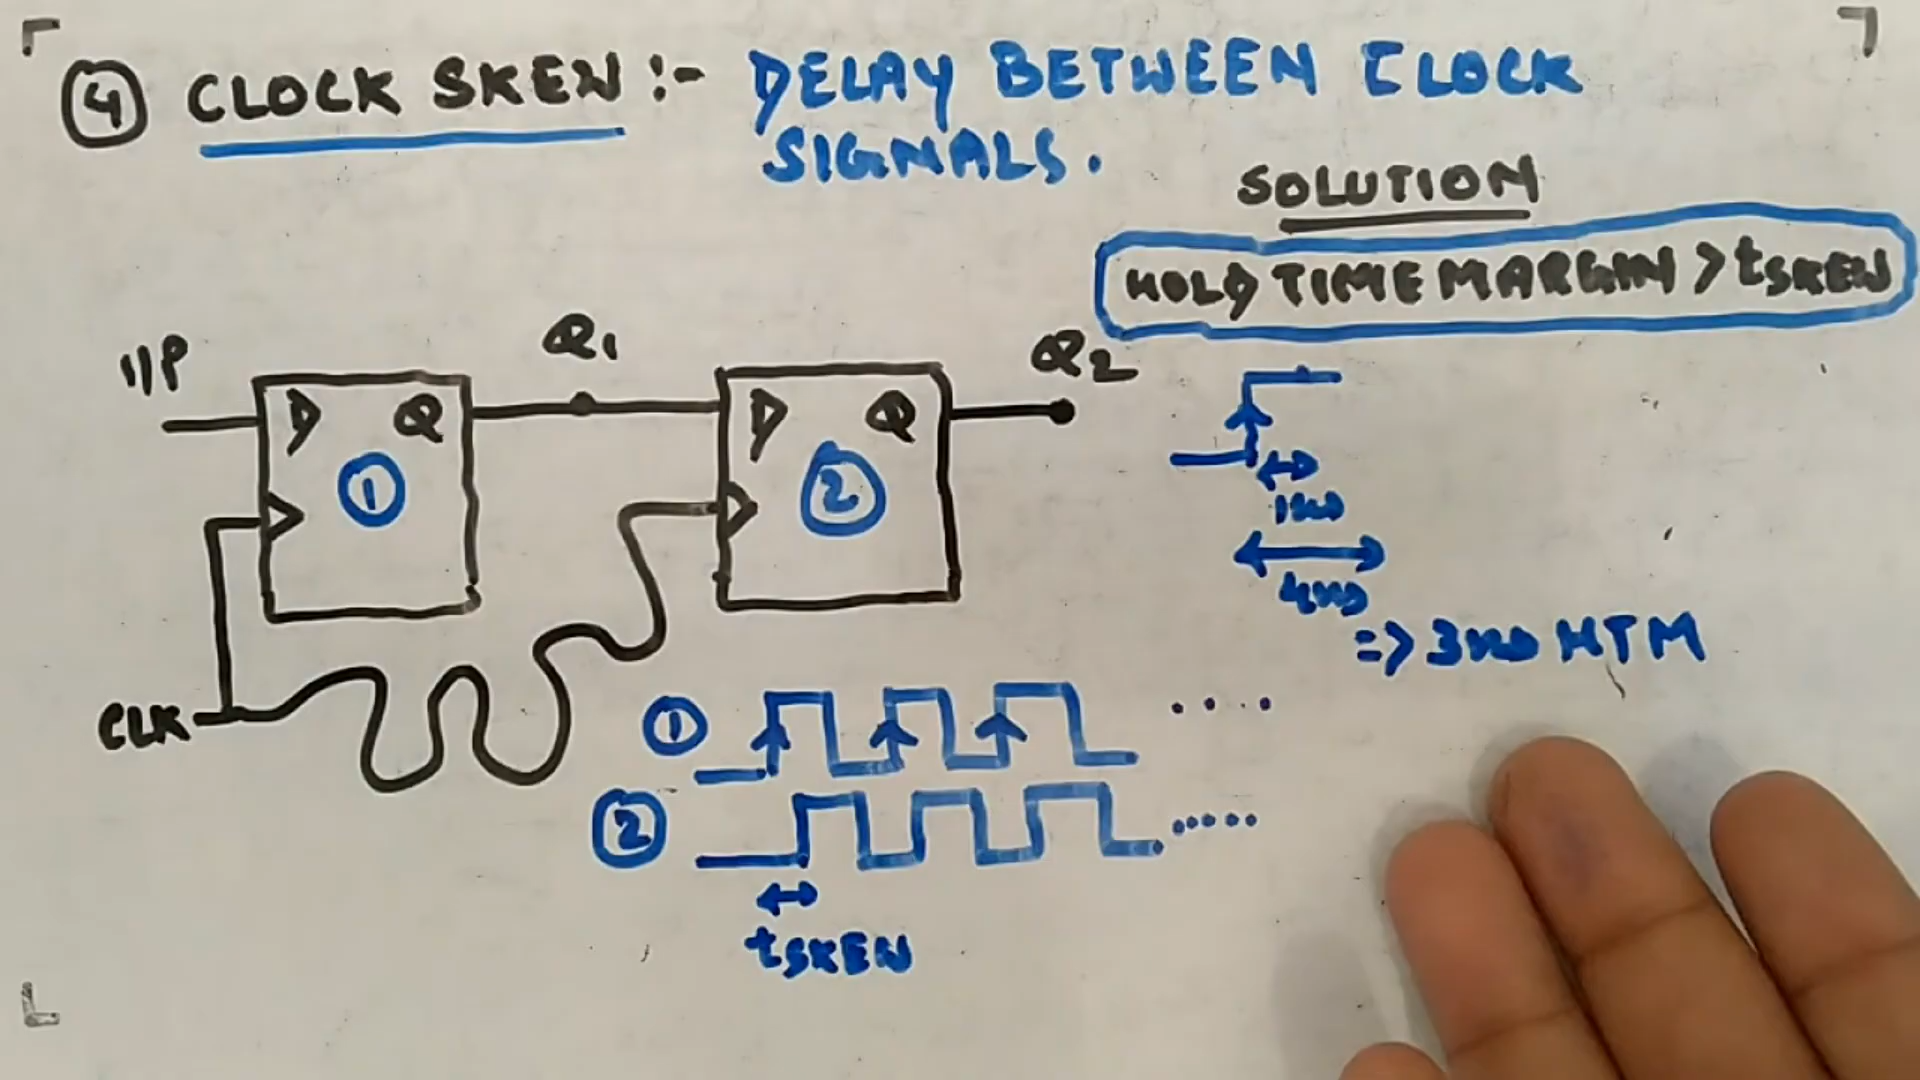 4 CLOCK SKEW :- DELAY BETWEEN CLOCK
SIGNALS.
SOLUTION
HOLD TIME MARGIN > tSKEW
I/P
Q1
Q2
D Q
1
D Q
2
1ns
4ns
=> 3ns HTM
CLK
1
2
tSKEW